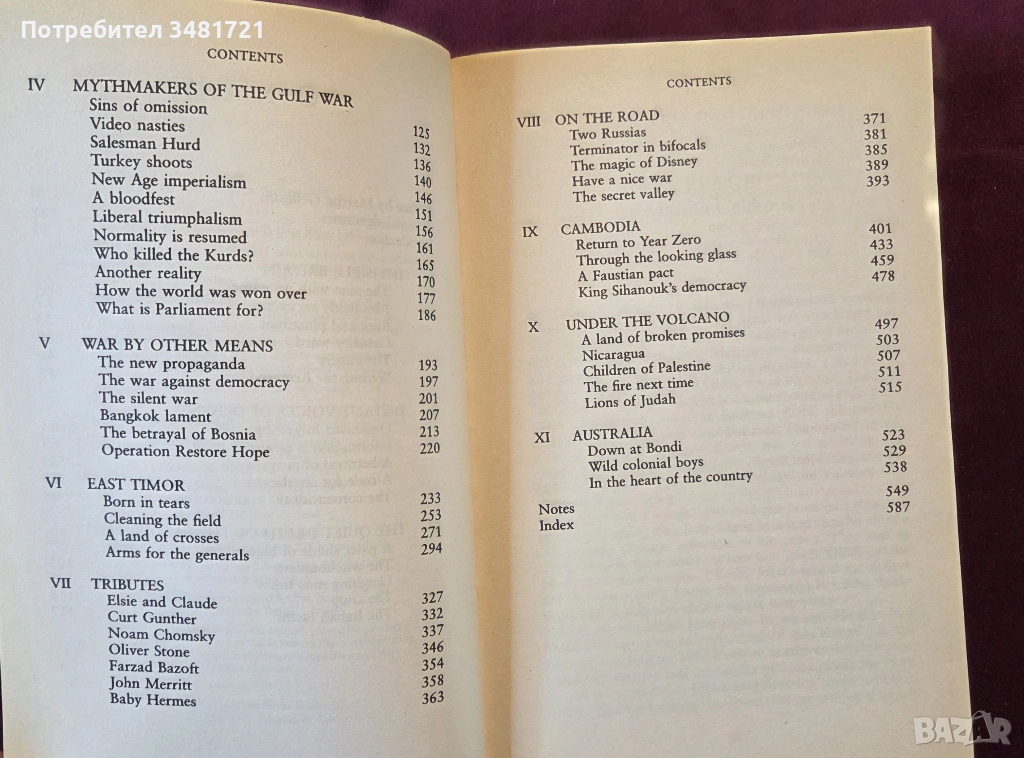 Потребител 3481721
CONTENTS
IV MYTHMAKERS OF THE GULF WAR
Sins of omission 125
Video nasties 132
Salesman Hurd 136
Turkey shoots 140
New Age imperialism 146
A bloodfest 151
Liberal triumphalism 156
Normality is resumed 161
Who killed the Kurds? 165
Another reality 170
How the world was won over 177
What is Parliament for? 186
V WAR BY OTHER MEANS
The new propaganda 193
The war against democracy 197
The silent war 201
Bangkok lament 207
The betrayal of Bosnia 213
Operation Restore Hope 220
VI EAST TIMOR
Born in tears 233
Cleaning the field 253
A land of crosses 271
Arms for the generals 294
VII TRIBUTES
Elsie and Claude 327
Curt Gunther 332
Noam Chomsky 337
Oliver Stone 346
Farzad Bazoft 354
John Merritt 358
Baby Hermes 363
CONTENTS
VIII ON THE ROAD
Two Russias 371
Terminator in bifocals 381
The magic of Disney 385
Have a nice war 389
The secret valley 393
IX CAMBODIA
Return to Year Zero 401
Through the looking glass 433
A Faustian pact 459
King Sihanouk's democracy 478
X UNDER THE VOLCANO
A land of broken promises 497
Nicaragua 503
Children of Palestine 507
The fire next time 511
Lions of Judah 515
XI AUSTRALIA
Down at Bondi 523
Wild colonial boys 529
In the heart of the country 538
Notes 549
Index 587
BAZAR